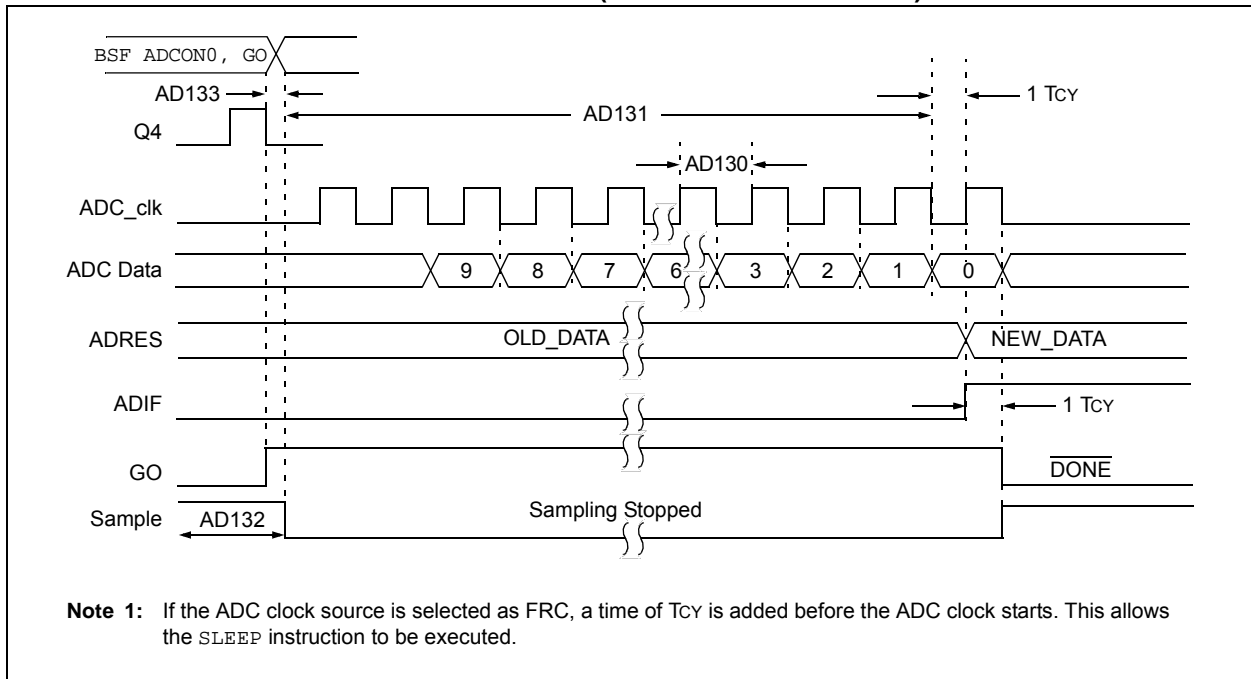 BSF ADCON0, GO
AD133
1 TCY
AD131
Q4
AD130
ADC_clk
ADC Data 9 8 7 6 3 2 1 0
ADRES OLD_DATA NEW_DATA
ADIF 1 TCY
GO DONE
Sample AD132 Sampling Stopped
Note 1: If the ADC clock source is selected as FRC, a time of TCY is added before the ADC clock starts. This allows
the SLEEP instruction to be executed.